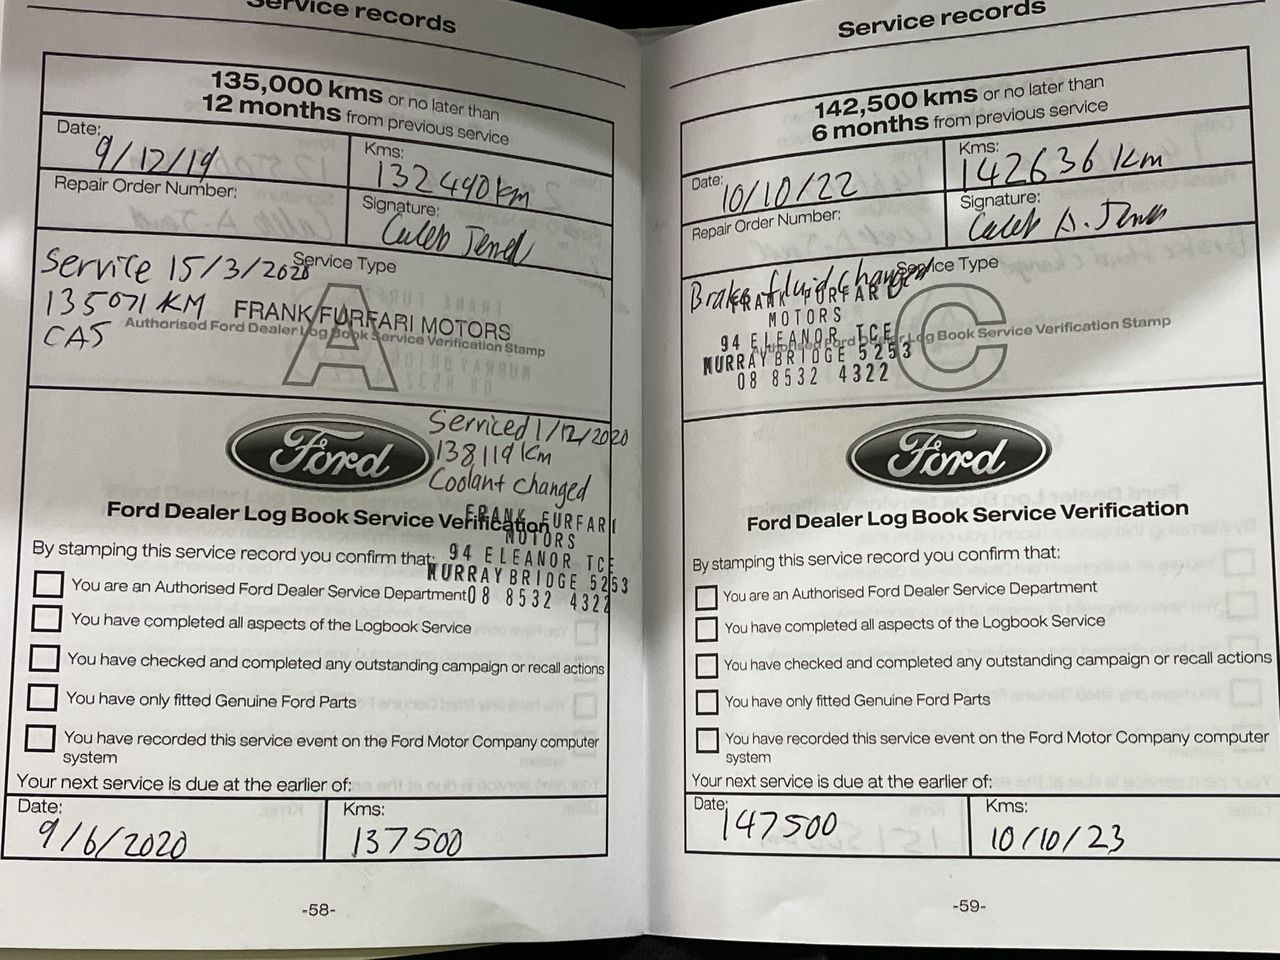 Service records
135,000 kms or no later than
12 months from previous service
Date:
9/12/19
Kms:
132 490 km
Repair Order Number:
Signature:
Caleb
Service Type
Service 15/3/2020
135071 KM
CAS
FRANK FURFARI MOTORS
A
Authorised Ford Dealer Log Book Service Verification Stamp
Ford
Serviced 1/12/2020
138119 km
Coolant changed
Ford Dealer Log Book Service Verification
FRANK FURFARI
MOTORS
94 ELEANOR TCE
MURRAY BRIDGE 5253
08 8532 4322
By stamping this service record you confirm that:
You are an Authorised Ford Dealer Service Department
You have completed all aspects of the Logbook Service
You have checked and completed any outstanding campaign or recall actions
You have only fitted Genuine Ford Parts
You have recorded this service event on the Ford Motor Company computer
system
Your next service is due at the earlier of:
Date:
9/6/2020
Kms:
137500
-58-
Service records
142,500 kms or no later than
6 months from previous service
Date:
10/10/22
Kms:
142636 km
Repair Order Number:
Signature:
Caleb A.
Service Type
Brake fluid changed
FRANK FURFARI
MOTORS
94 ELEANOR TCE
MURRAY BRIDGE 5253
08 8532 4322
C
Authorised Ford Dealer Log Book Service Verification Stamp
Ford
Ford Dealer Log Book Service Verification
By stamping this service record you confirm that:
You are an Authorised Ford Dealer Service Department
You have completed all aspects of the Logbook Service
You have checked and completed any outstanding campaign or recall actions
You have only fitted Genuine Ford Parts
You have recorded this service event on the Ford Motor Company computer
system
Your next service is due at the earlier of:
Date:
147500
Kms:
10/10/23
-59-